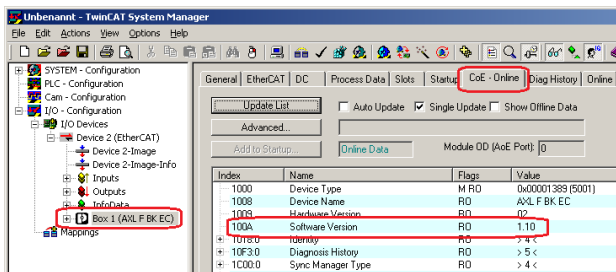 Unbenannt - TwinCAT System Manager
File Edit Actions View Options Help
SYSTEM - Configuration
PLC - Configuration
Cam - Configuration
I/O - Configuration
I/O Devices
Device 2 (EtherCAT)
Device 2-Image
Device 2-Image-Info
Inputs
Outputs
InfoData
Box 1 (AXL F BK EC)
Mappings
General EtherCAT DC Process Data Slots Startup CoE - Online Diag History Online
Update List Auto Update Single Update Show Offline Data
Advanced...
Add to Startup... Online Data Module OD (AoE Port): 0
Index Name Flags Value
1000 Device Type M RO 0x00001389 (5001)
1008 Device Name RO AXL F BK EC
1009 Hardware Version RO 02
100A Software Version RO 1.10
1018:0 Identity RO > 4 <
10F3:0 Diagnosis History RO > 5 <
1C00:0 Sync Manager Type RO > 4 <